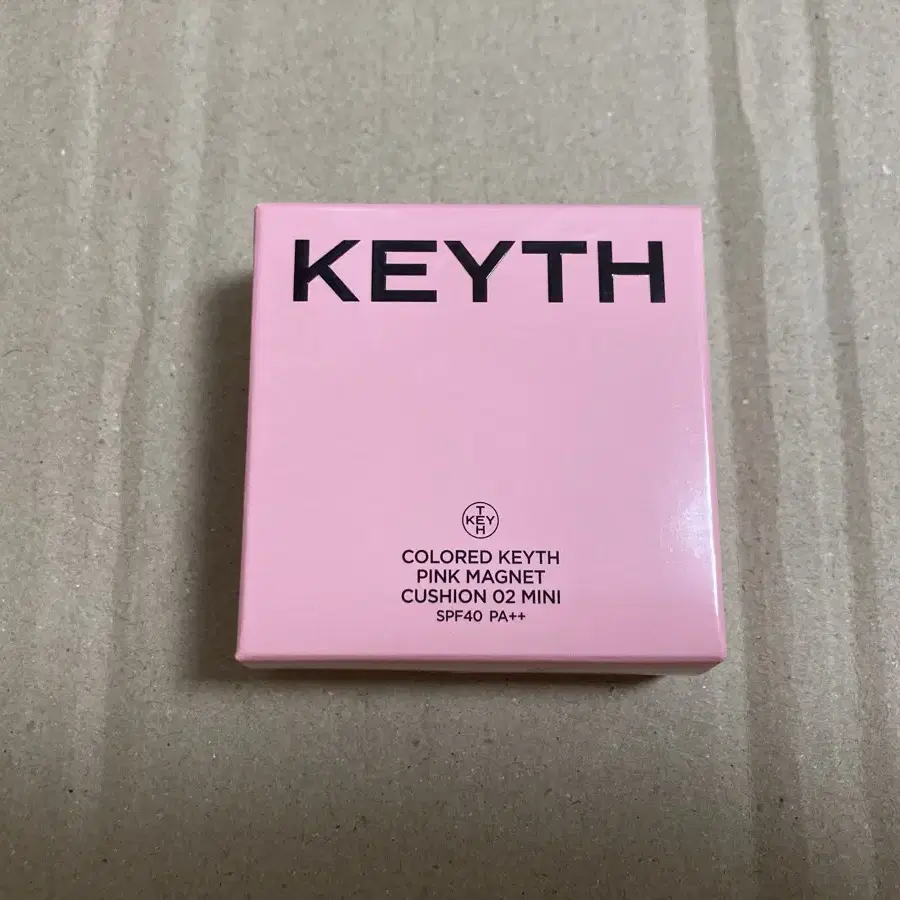 KEYTH
T
KEY
H
COLORED KEYTH
PINK MAGNET
CUSHION 02 MINI
SPF40 PA++